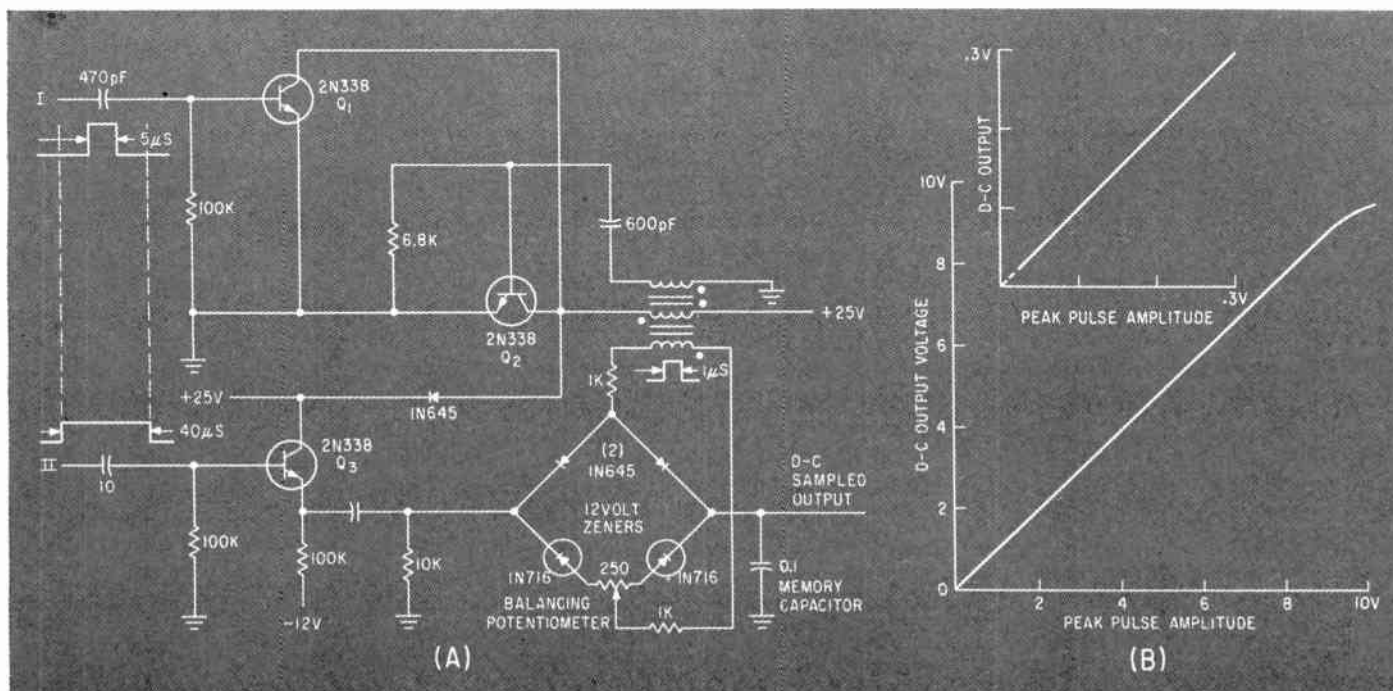 470pF
I
5µS
2N338
Q1
100K
6.8K
600pF
2N338
Q2
+25V
+25V
1N645
1µS
1K
40µS
2N338
Q3
II
10
(2)
1N645
D-C
SAMPLED
OUTPUT
12VOLT
ZENERS
100K
100K
10K
1N716
250
1N716
0.1
MEMORY
CAPACITOR
-12V
BALANCING
POTENTIOMETER
1K
(A)
.3V
D-C OUTPUT
.3V
PEAK PULSE AMPLITUDE
10V
8
6
4
2
0
D-C OUTPUT VOLTAGE
2
4
6
8
10V
PEAK PULSE AMPLITUDE
(B)